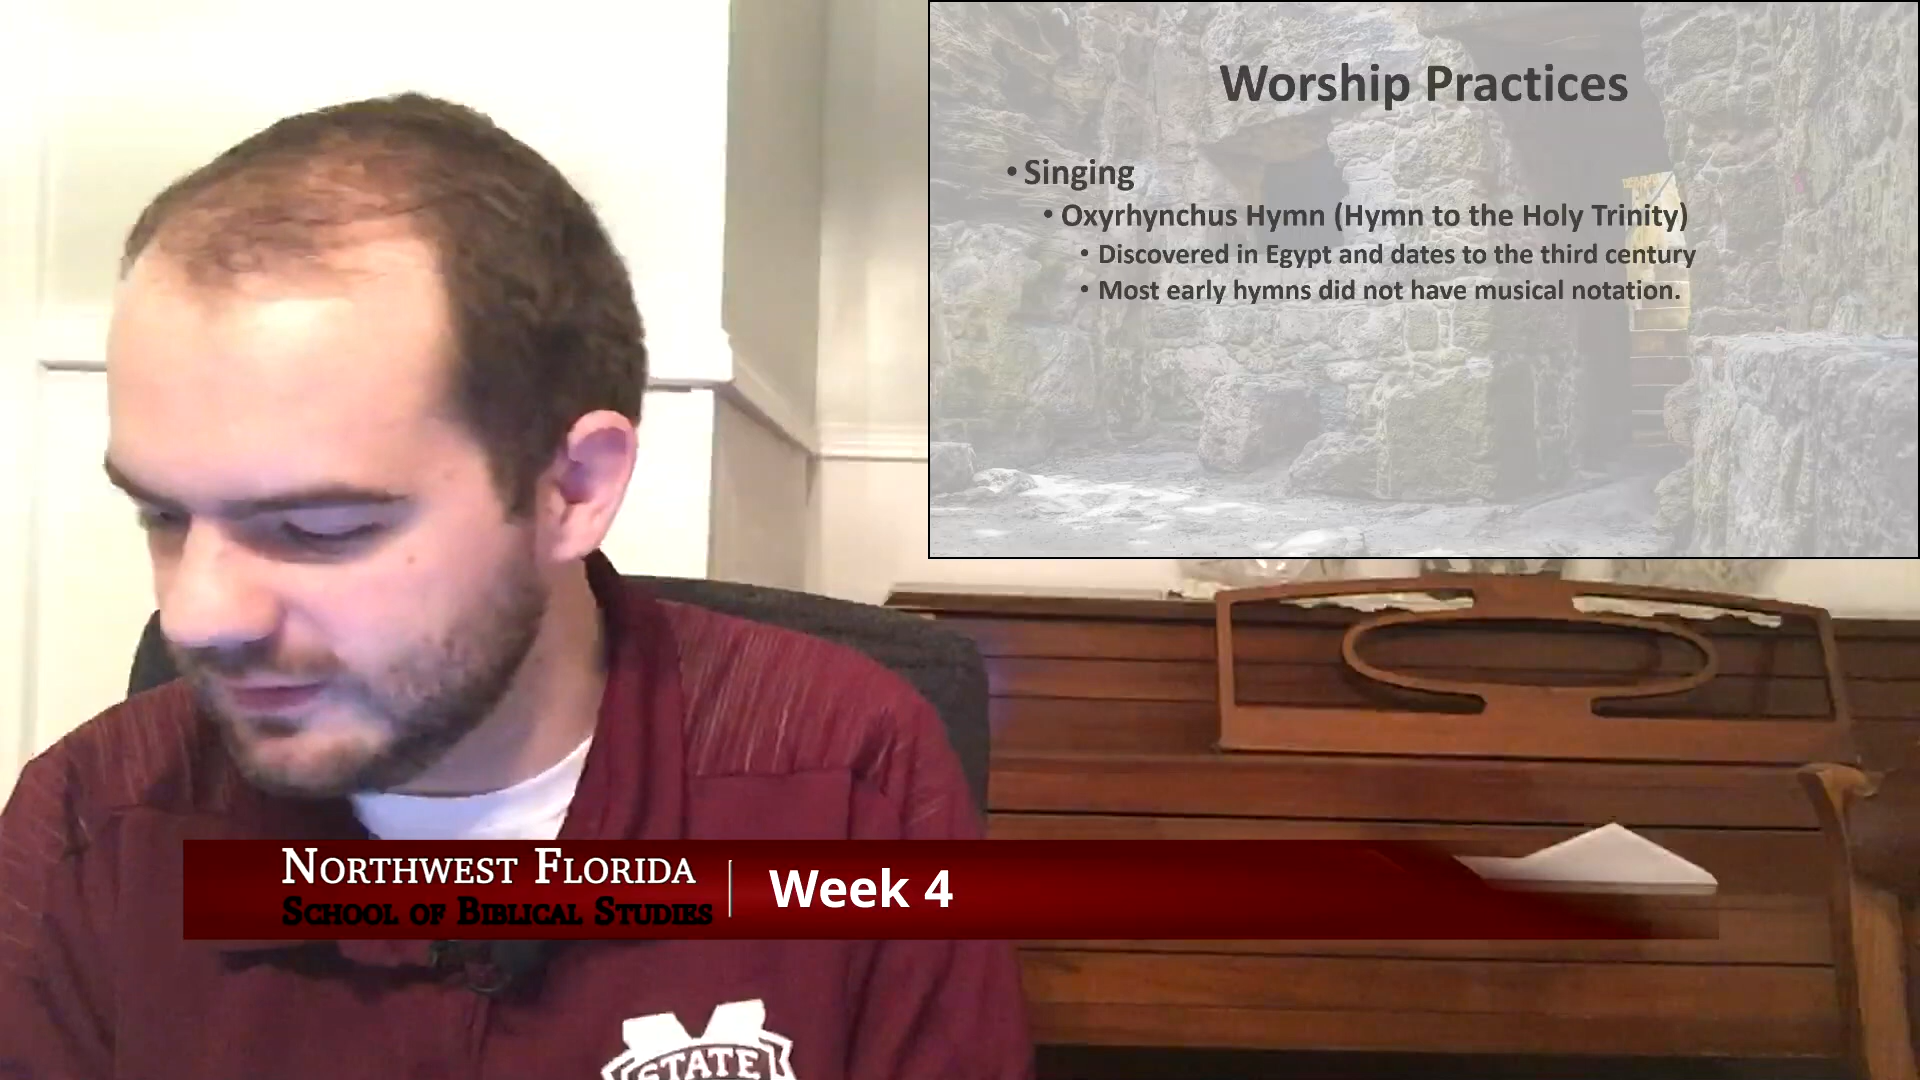 Worship Practices
• Singing
• Oxyrhynchus Hymn (Hymn to the Holy Trinity)
• Discovered in Egypt and dates to the third century
• Most early hymns did not have musical notation.
Northwest Florida
School of Biblical Studies
Week 4
STATE